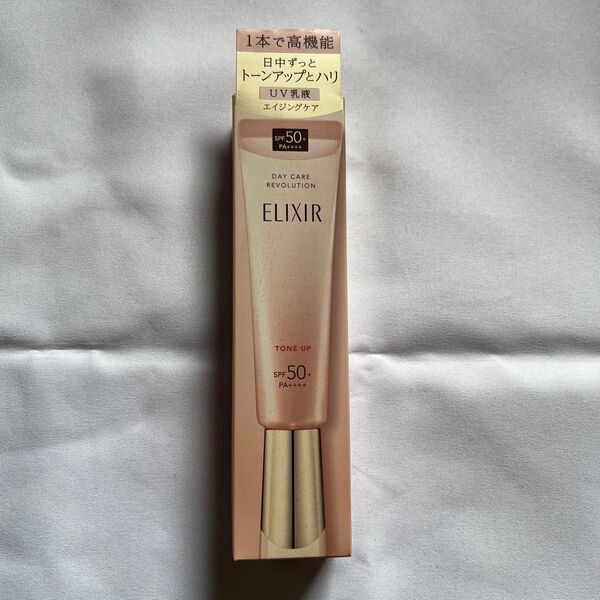 1本で高機能
日中ずっと
トーンアップとハリ
UV乳液
エイジングケア
SPF50+
PA++++
DAY CARE
REVOLUTION
ELIXIR
TONE UP
SPF50+
PA++++